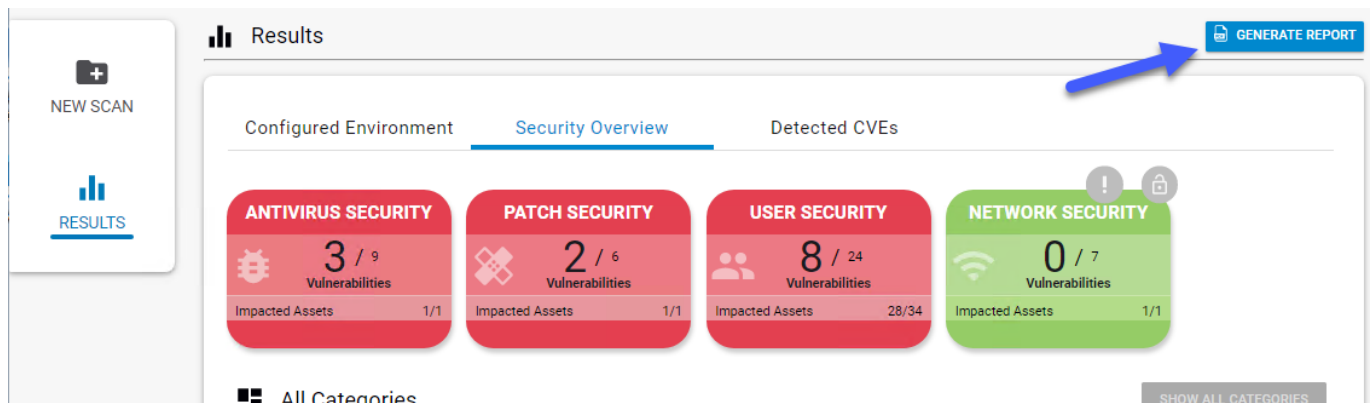 Results
GENERATE REPORT
NEW SCAN
RESULTS
Configured Environment
Security Overview
Detected CVEs
ANTIVIRUS SECURITY
3 / 9
Vulnerabilities
Impacted Assets 1/1
PATCH SECURITY
2 / 6
Vulnerabilities
Impacted Assets 1/1
USER SECURITY
8 / 24
Vulnerabilities
Impacted Assets 28/34
!
NETWORK SECURITY
0 / 7
Vulnerabilities
Impacted Assets 1/1
All Categories
SHOW ALL CATEGORIES